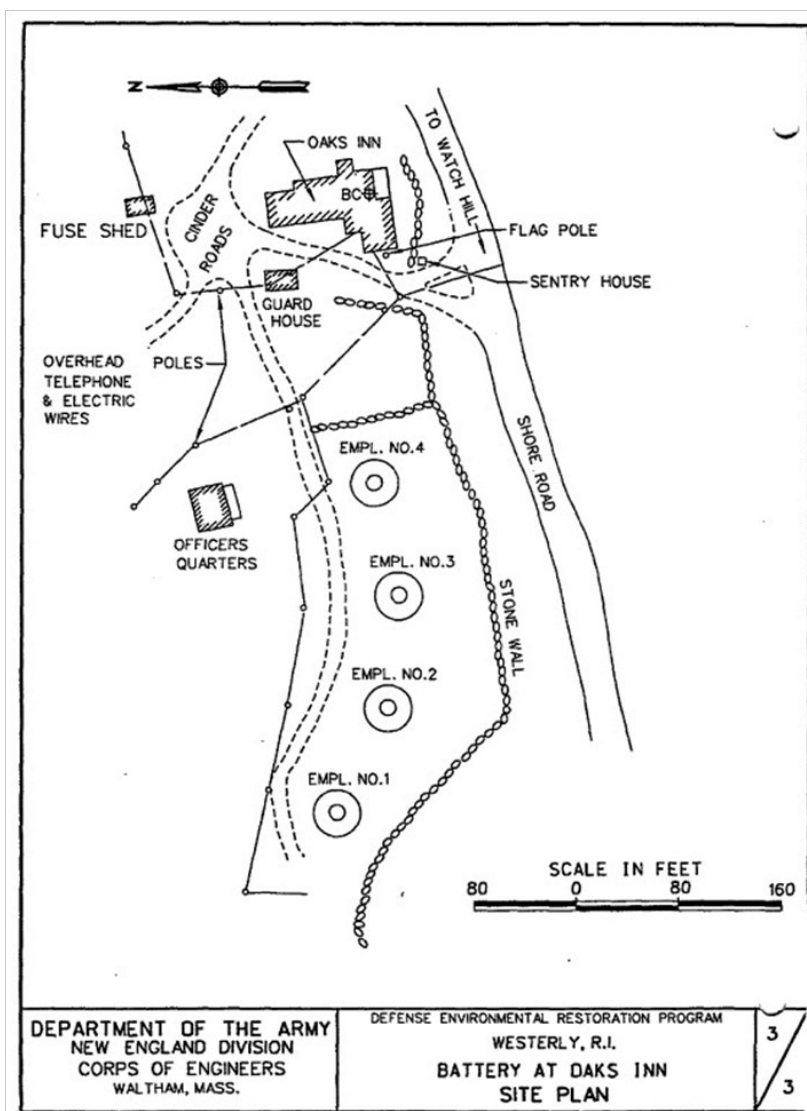 N
TO WATCH HILL
OAKS INN
BC
FUSE SHED
CINDER
ROADS
FLAG POLE
SENTRY HOUSE
GUARD
HOUSE
OVERHEAD
TELEPHONE
& ELECTRIC
WIRES
POLES
SHORE ROAD
EMPL. NO.4
OFFICERS
QUARTERS
EMPL. NO.3
STONE WALL
EMPL. NO.2
EMPL. NO.1
SCALE IN FEET
80 0 80 160
DEPARTMENT OF THE ARMY
NEW ENGLAND DIVISION
CORPS OF ENGINEERS
WALTHAM, MASS.
DEFENSE ENVIRONMENTAL RESTORATION PROGRAM
WESTERLY, R.I.
BATTERY AT OAKS INN
SITE PLAN
3
3